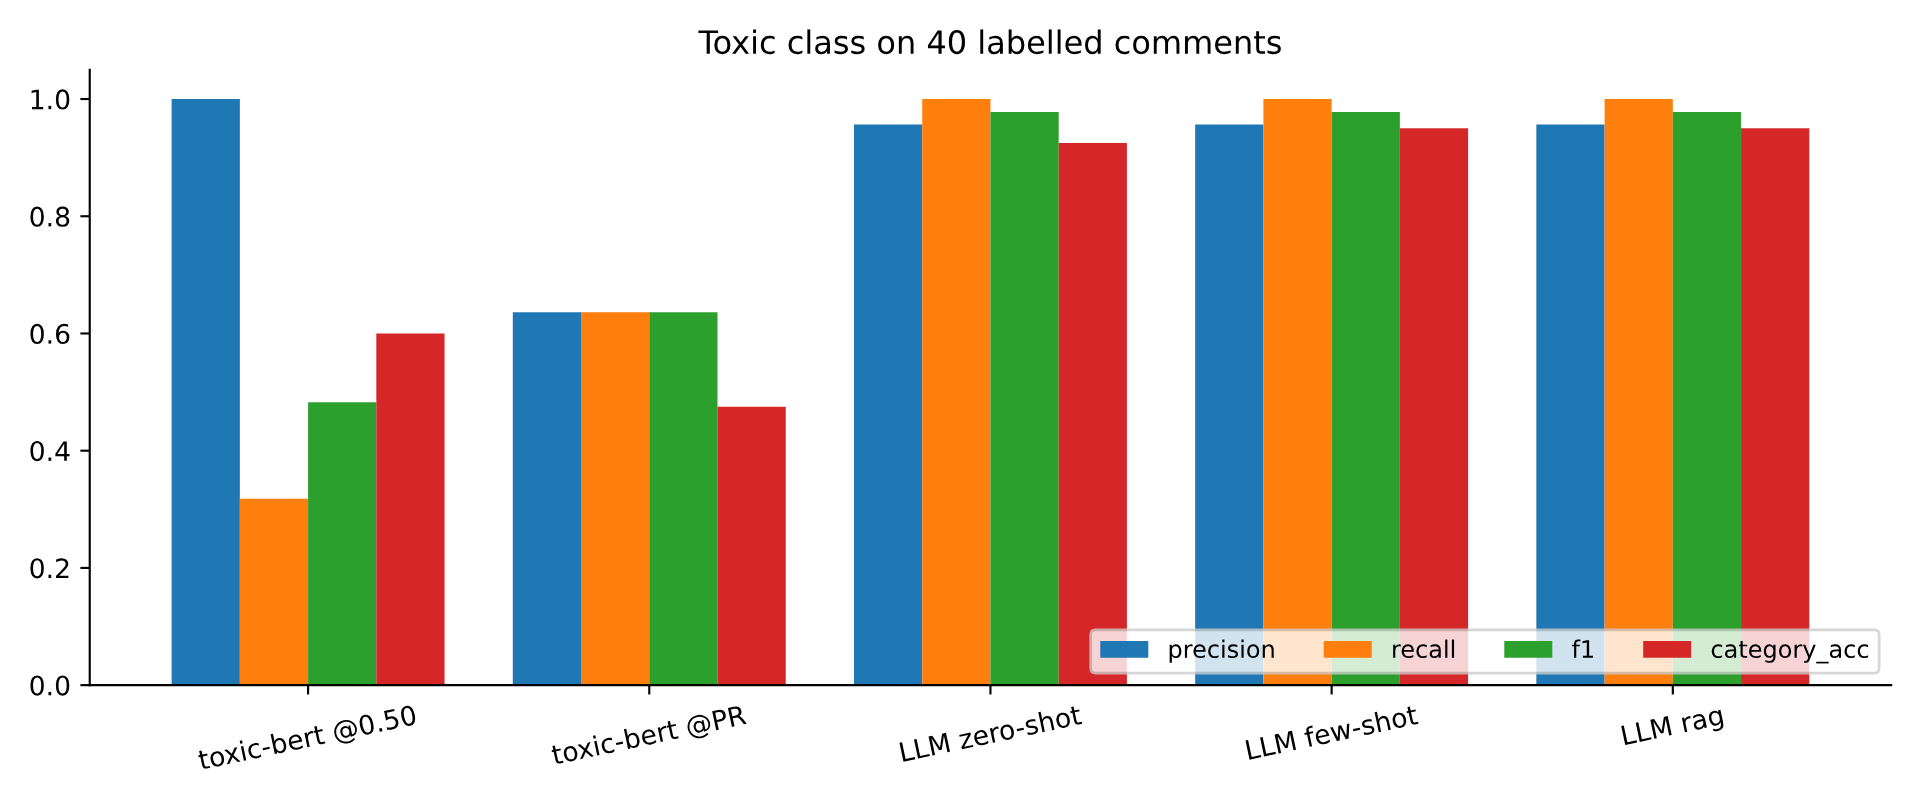 Toxic class on 40 labelled comments
1.0
0.8
0.6
0.4
0.2
0.0
precision recall f1 category_acc
toxic-bert @0.50 toxic-bert @PR LLM zero-shot LLM few-shot LLM rag